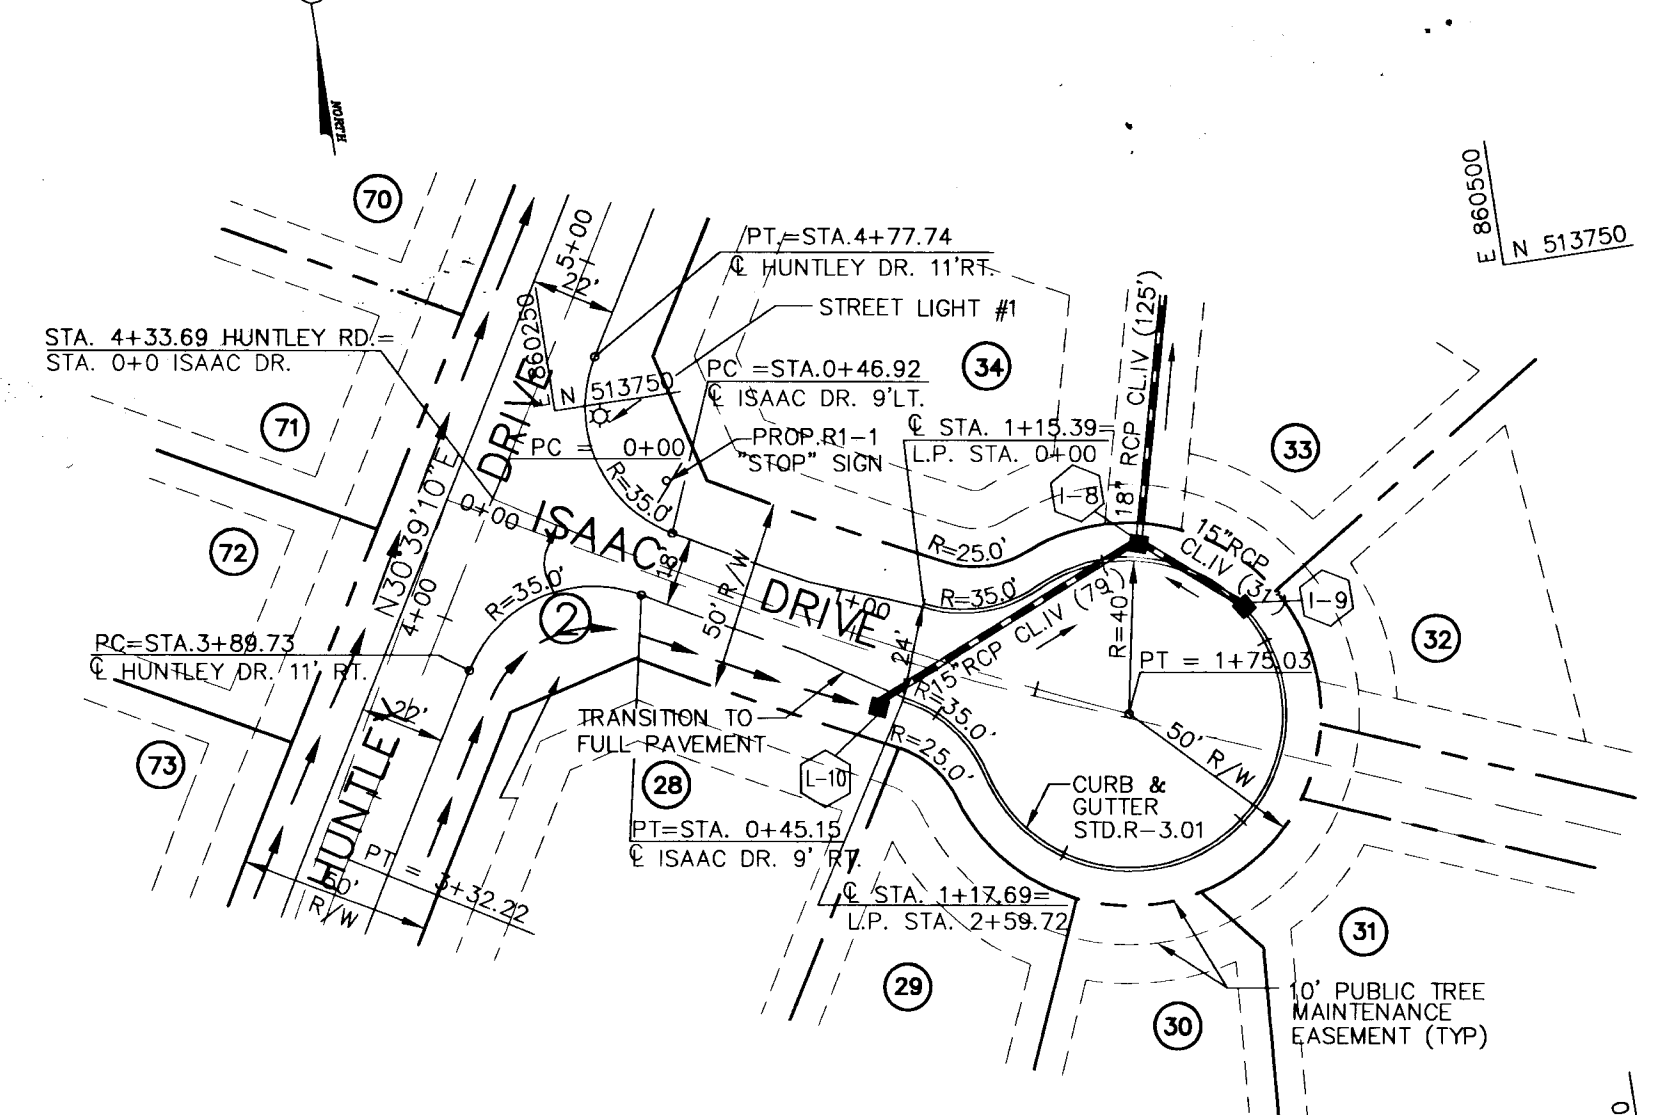 NORTH
70
E 860500
N 513750
5+00
PT.=STA.4+77.74
℄ HUNTLEY DR. 11'RT.
22'
STREET LIGHT #1
18" RCP CL.IV (125')
STA. 4+33.69 HUNTLEY RD.=
STA. 0+0 ISAAC DR.
E 860250
N 513750
PC =STA.0+46.92
℄ ISAAC DR. 9'LT.
34
71
DRIVE
PC = 0+00
PROP.R1-1
"STOP" SIGN
℄ STA. 1+15.39=
L.P. STA. 0+00
33
R=35.0'
I-8
0+00
ISAAC
DRIVE
18'
50' R/W
R=25.0'
15"RCP
CL.IV (31')
72
N30°39'10"E
R=35.0'
2
1+00
R=35.0'
I-9
4+00
24'
15"RCP CL.IV (79')
R=40'
32
PC=STA.3+89.73
℄ HUNTLEY DR. 11' RT.
PT = 1+75.03
22'
TRANSITION TO
FULL PAVEMENT
R=35.0'
R=25.0'
50' R/W
73
28
L-10
CURB &
GUTTER
STD.R-3.01
HUNTLEY
PT=STA. 0+45.15
℄ ISAAC DR. 9' RT.
PT = 3+32.22
50'
R/W
℄ STA. 1+17.69=
L.P. STA. 2+59.72
31
29
30
10' PUBLIC TREE
MAINTENANCE
EASEMENT (TYP)